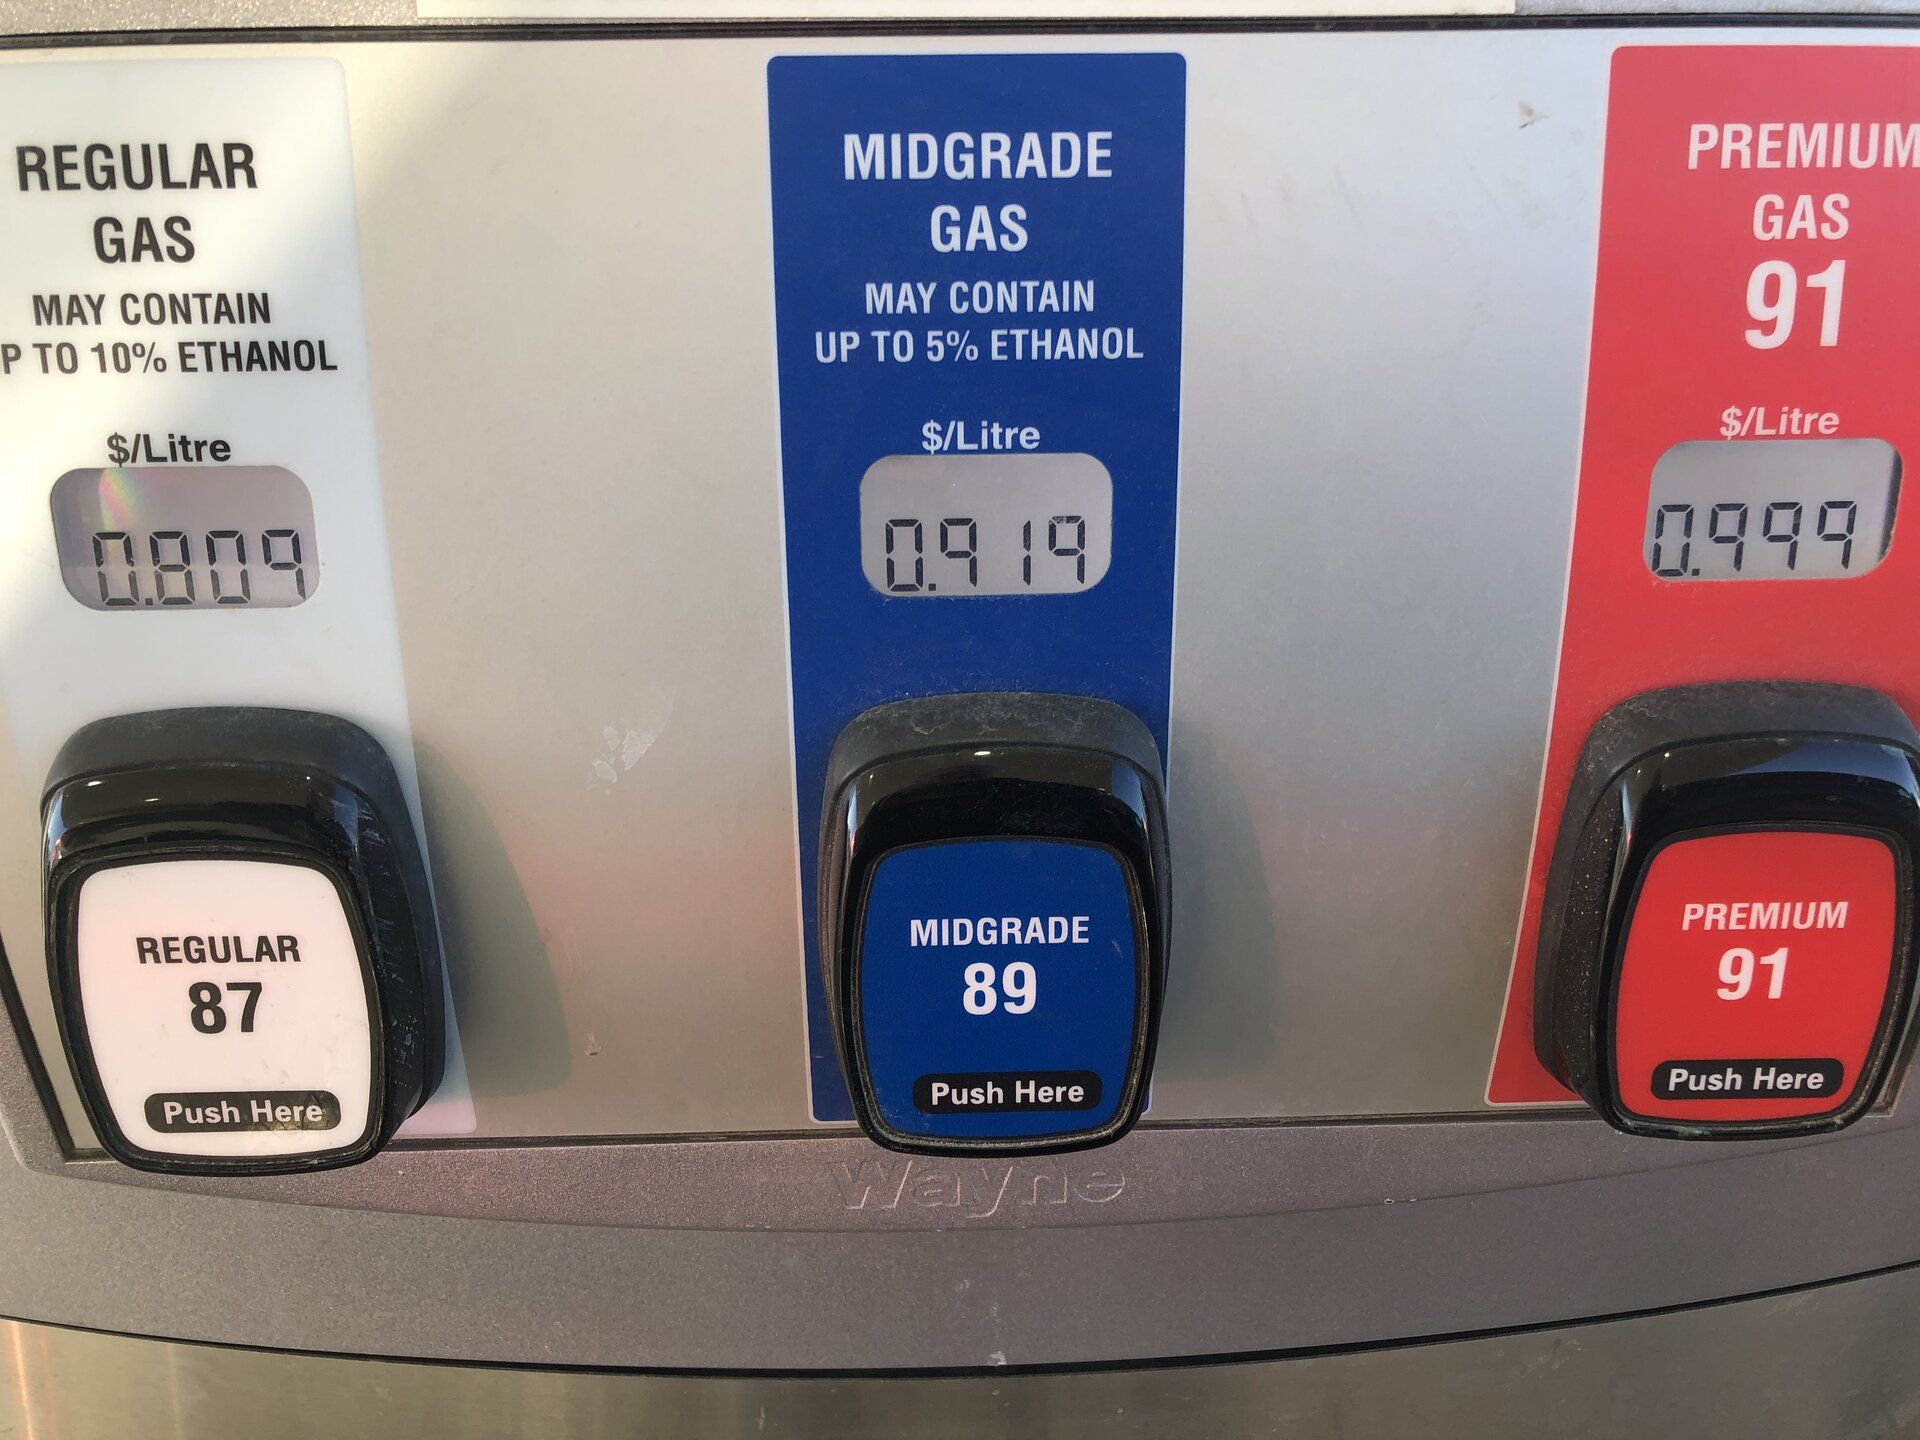 REGULAR
GAS
MAY CONTAIN
P TO 10% ETHANOL
$/Litre
0.809
REGULAR
87
Push Here
MIDGRADE
GAS
MAY CONTAIN
UP TO 5% ETHANOL
$/Litre
0.919
MIDGRADE
89
Push Here
PREMIUM
GAS
91
$/Litre
0.999
PREMIUM
91
Push Here
Wayne